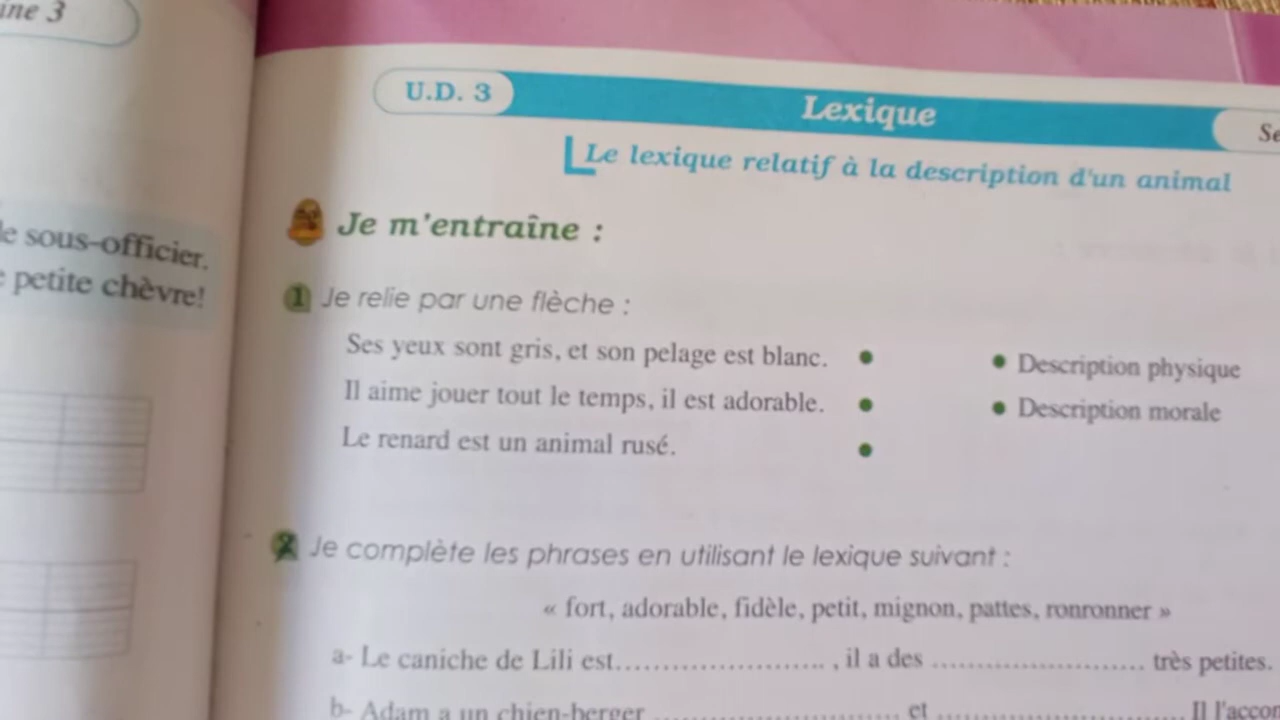 ine 3
le sous-officier.
petite chèvre!
U.D. 3
Lexique
Le lexique relatif à la description d'un animal
Je m'entraîne :
1 Je relie par une flèche :
Ses yeux sont gris, et son pelage est blanc. • • Description physique
Il aime jouer tout le temps, il est adorable. • • Description morale
Le renard est un animal rusé. •
2 Je complète les phrases en utilisant le lexique suivant :
« fort, adorable, fidèle, petit, mignon, pattes, ronronner »
a- Le caniche de Lili est........................ , il a des ........................ très petites.
b- Adam a un chien-berger ........................ et ........................ Il l'accor